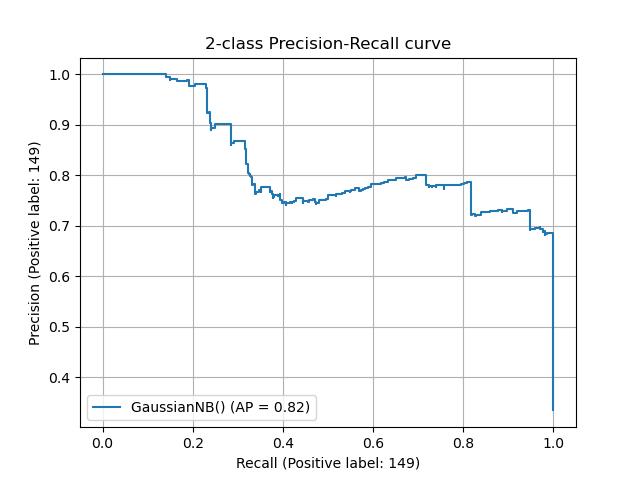 2-class Precision-Recall curve
1.0
0.9
0.8
0.7
0.6
0.5
0.4
Precision (Positive label: 149)
GaussianNB() (AP = 0.82)
0.0 0.2 0.4 0.6 0.8 1.0
Recall (Positive label: 149)